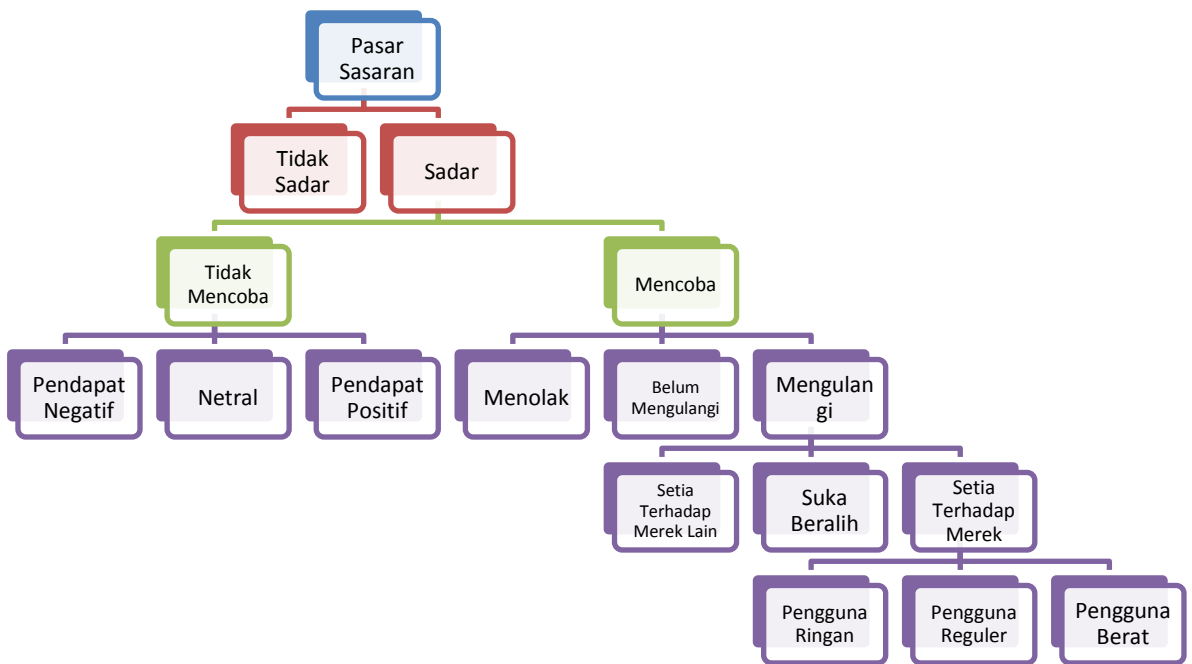 Pasar
Sasaran
Tidak
Sadar
Sadar
Tidak
Mencoba
Mencoba
Pendapat
Negatif
Netral
Pendapat
Positif
Menolak
Belum
Mengulangi
Mengulan
gi
Setia
Terhadap
Merek Lain
Suka
Beralih
Setia
Terhadap
Merek
Pengguna
Ringan
Pengguna
Reguler
Pengguna
Berat